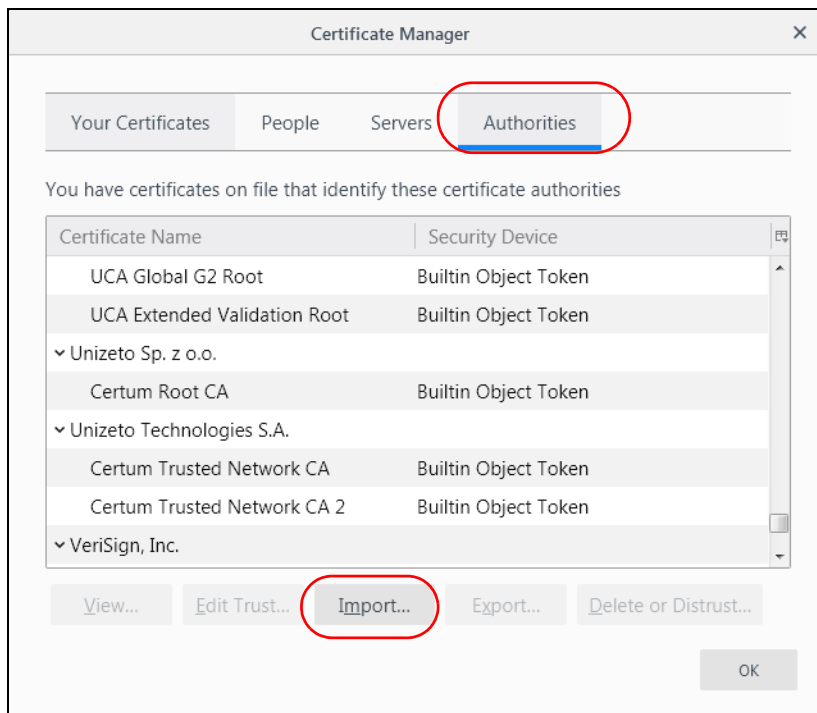 Certificate Manager
Your Certificates People Servers Authorities
You have certificates on file that identify these certificate authorities
Certificate Name Security Device
UCA Global G2 Root Builtin Object Token
UCA Extended Validation Root Builtin Object Token
Unizeto Sp. z o.o.
Certum Root CA Builtin Object Token
Unizeto Technologies S.A.
Certum Trusted Network CA Builtin Object Token
Certum Trusted Network CA 2 Builtin Object Token
VeriSign, Inc.
View... Edit Trust... Import... Export... Delete or Distrust...
OK